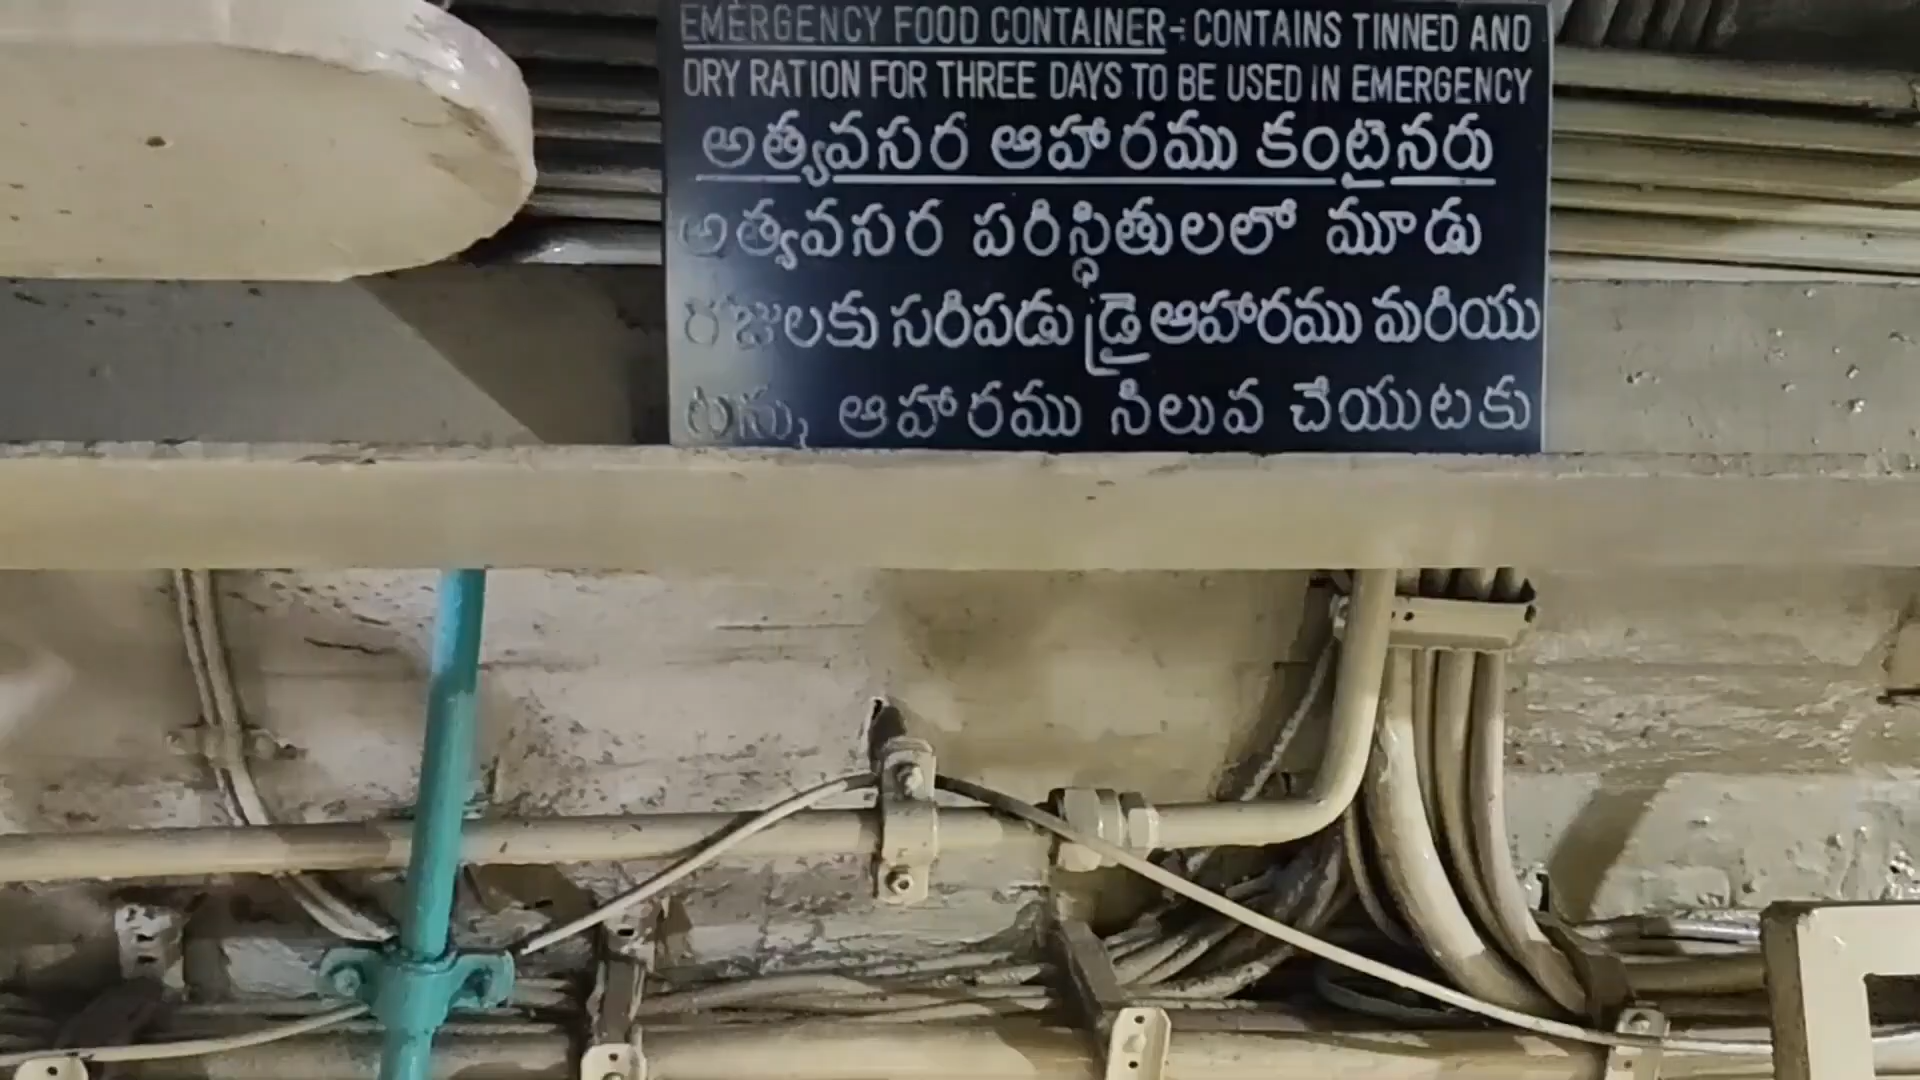 EMERGENCY FOOD CONTAINER-: CONTAINS TINNED AND
DRY RATION FOR THREE DAYS TO BE USED IN EMERGENCY
అత్యవసర ఆహారము కంటైనరు
అత్యవసర పరిస్థితులలో మూడు
రోజులకు సరిపడు డ్రై ఆహారము మరియు
టిన్ను ఆహారము నిలువ చేయుటకు